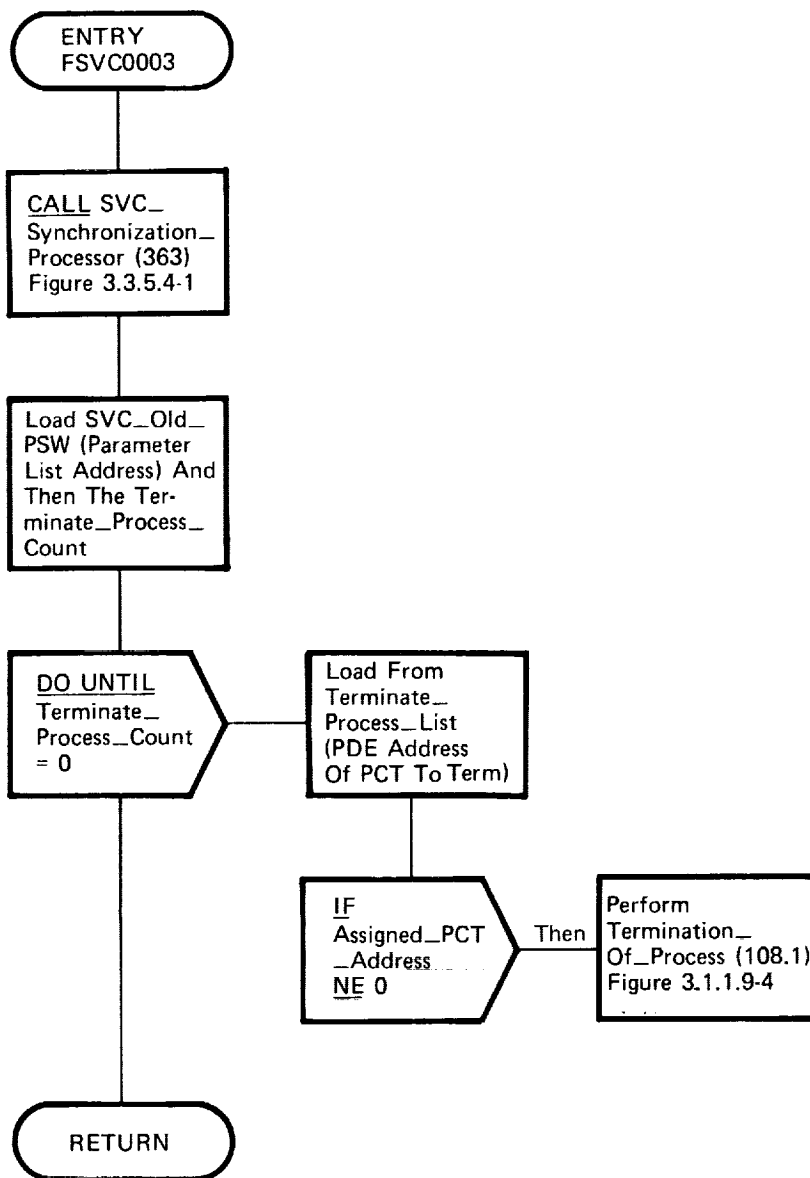 ENTRY
FSVC0003
CALL SVC_
Synchronization_
Processor (363)
Figure 3.3.5.4-1
Load SVC_Old_
PSW (Parameter
List Address) And
Then The Ter-
minate_Process_
Count
DO UNTIL
Terminate_
Process_Count
= 0
Load From
Terminate_
Process_List
(PDE Address
Of PCT To Term)
IF
Assigned_PCT
_Address
NE 0
Then
Perform
Termination_
Of_Process (108.1)
Figure 3.1.1.9-4
RETURN